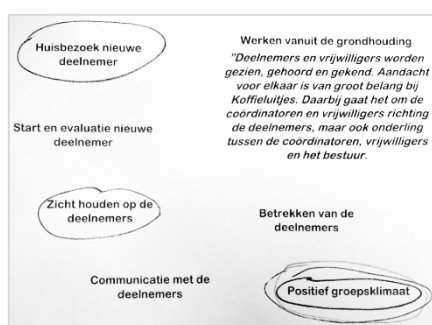 Huisbezoek nieuwe
deelnemer
Werken vanuit de grondhouding
"Deelnemers en vrijwilligers worden
gezien, gehoord en gekend. Aandacht
voor elkaar is van groot belang bij
Koffieluitjes. Daarbij gaat het om de
coördinatoren en vrijwilligers richting
de deelnemers, maar ook onderling
tussen de coördinatoren, vrijwilligers
en het bestuur.
Start en evaluatie nieuwe
deelnemer
Zicht houden op de
deelnemers
Betrekken van de
deelnemers
Communicatie met de
deelnemers
Positief groepsklimaat